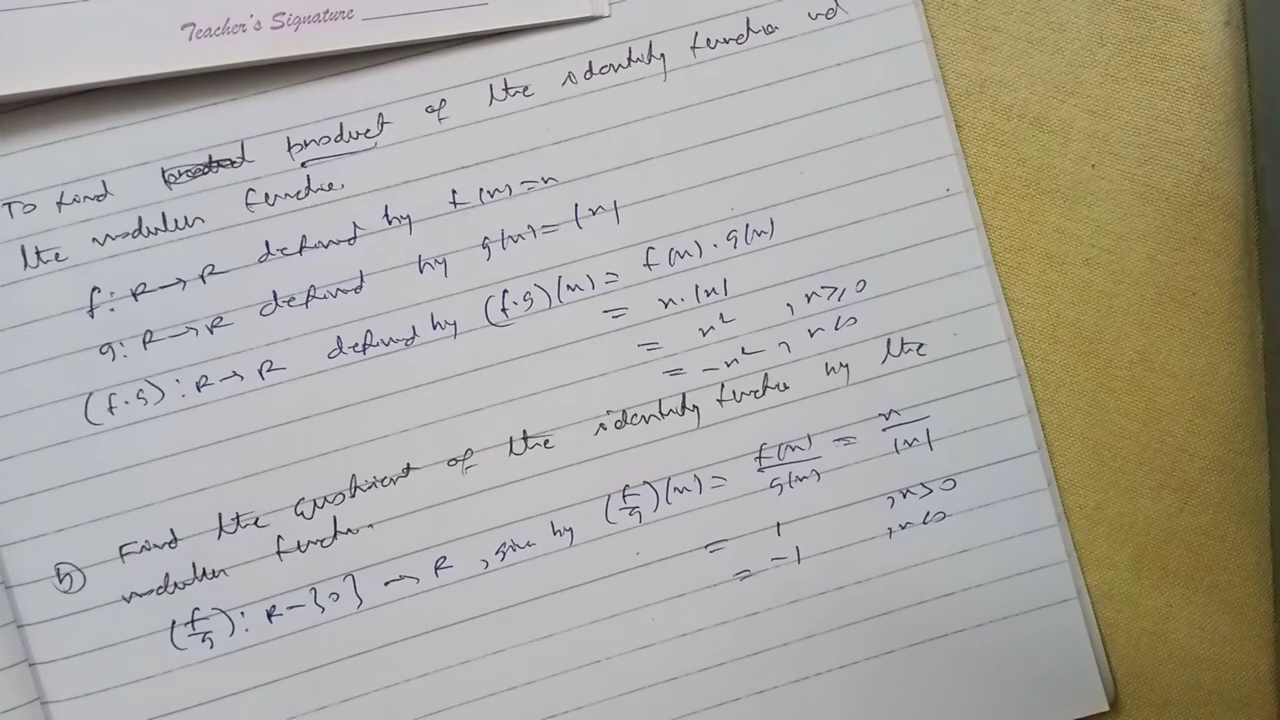 Teacher's Signature
To find product of the identity function and
the modulus function.
f: R → R defined by f(x) = x
g: R → R defined by g(x) = |x|
(f.g): R → R defined by (f.g)(x) = f(x).g(x)
= x.|x|
= x² , x≥0
= -x² , x<0
5) Find the quotient of the identity function by the
modulus function.
(f/g): R-{0} → R, given by (f/g)(x) = f(x)/g(x) = x/|x|
= 1 , x>0
= -1 , x<0